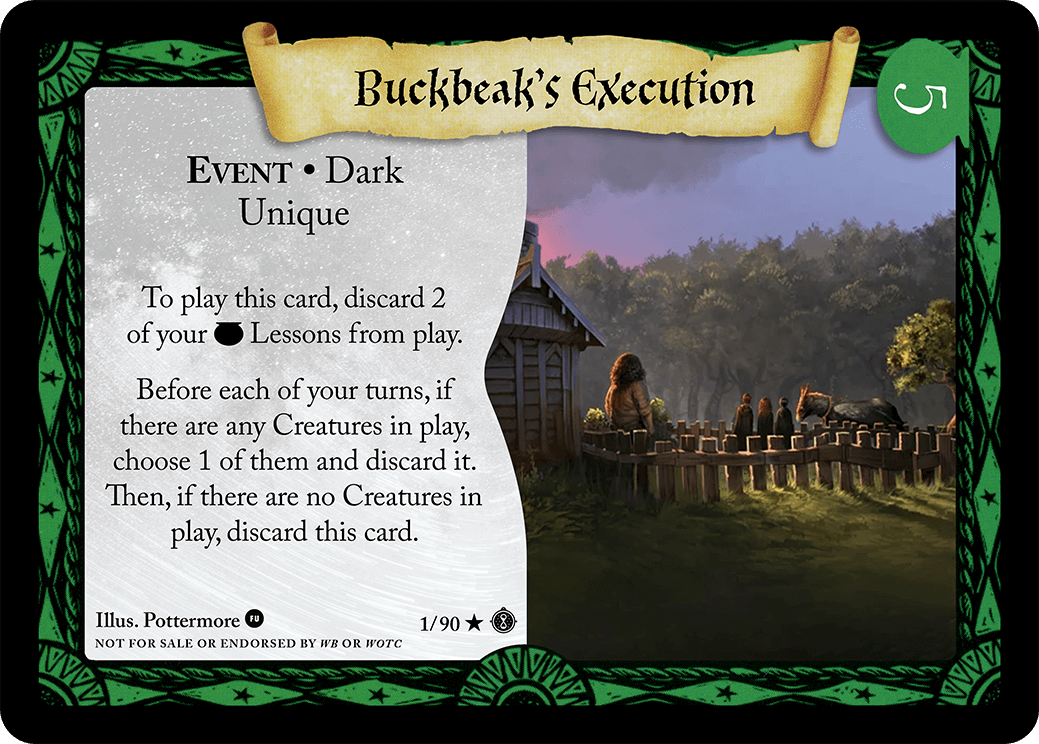 Buckbeak's Execution
5
EVENT • Dark
Unique
To play this card, discard 2
of your Lessons from play.
Before each of your turns, if
there are any Creatures in play,
choose 1 of them and discard it.
Then, if there are no Creatures in
play, discard this card.
Illus. Pottermore FU
1/90 ★
NOT FOR SALE OR ENDORSED BY WB OR WOTC